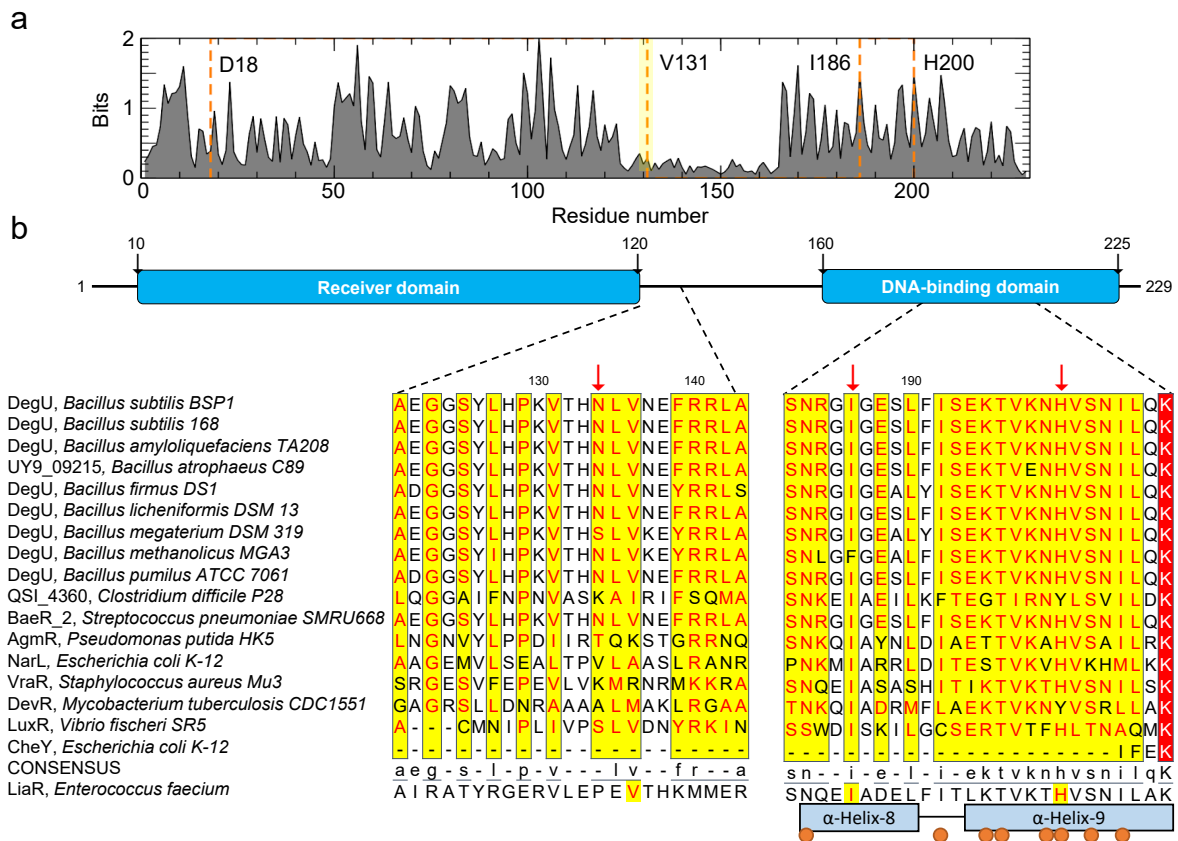 a
2
1
0
Bits
D18
V131
I186
H200
1
50
100
150
200
Residue number
b
10
120
160
225
1
Receiver domain
DNA-binding domain
229
130
140
190
DegU, Bacillus subtilis BSP1 AEGGSYLHPKVTHNLVNEFRRLA SNRGIGESLFISEKTVKNHVSNILQK
DegU, Bacillus subtilis 168 AEGGSYLHPKVTHNLVNEFRRLA SNRGIGESLFISEKTVKNHVSNILQK
DegU, Bacillus amyloliquefaciens TA208 AEGGSYLHPKVTHNLVNEFRRLA SNRGIGESLFISEKTVKNHVSNILQK
UY9_09215, Bacillus atrophaeus C89 AEGGSYLHPKVTHNLVNEFRRLA SNRGIGESLFISEKTVENHVSNILQK
DegU, Bacillus firmus DS1 ADGGSYLHPKVTHNLVNEYRRLS SNRGIGEALYISEKTVKNHVSNILQK
DegU, Bacillus licheniformis DSM 13 AEGGSYLHPKVTHNLVNEFRRLA SNRGIGESLFISEKTVKNHVSNILQK
DegU, Bacillus megaterium DSM 319 AEGGSYLHPKVTHSLVKEYRRLA SNRGIGEALYISEKTVKNHVSNILQK
DegU, Bacillus methanolicus MGA3 AEGGSYIHPKVTHNLVKEYRRLA SNLGFGEALFISEKTVKNHVSNILQK
DegU, Bacillus pumilus ATCC 7061 ADGGSYLHPKVTHNLVNEFRRLA SNRGIGESLFISEKTVKNHVSNILQK
QSI_4360, Clostridium difficile P28 LQGGAIFNPNVASKAIRIFSQMA SNKEIAEILKFTEGTIRNYLSVILDK
BaeR_2, Streptococcus pneumoniae SMRU668 AEGGSYLHPKVTHNLVNEFRRLA SNRGIGESLFISEKTVKNHVSNILQK
AgmR, Pseudomonas putida HK5 LNGNVYLPPDIIRTQKSTGRRNQ SNKQIAYNLDIAETTVKAHVSAILRK
NarL, Escherichia coli K-12 AAGEMVLSEALTPVLAASLRANR PNKMIARRLDITESTVKVHVKHMLKK
VraR, Staphylococcus aureus Mu3 SRGESVFEPEVLVKMRNRMKKRA SNQEIASASHITIKTVKTHVSNILSK
DevR, Mycobacterium tuberculosis CDC1551 GAGRSLLDNRAAAALMAKLRGAA TNKQIADRMFLAEKTVKNYVSRLLAK
LuxR, Vibrio fischeri SR5 A--CMNIPLIVPSLVDNYRKIN SSWDISKILGCSERTVTFHLTNAQMK
CheY, Escherichia coli K-12 ----------------------- ----------------------IFEK
CONSENSUS aeg-s-l-p-v--lv--fr--a sn--i-e-l-i-ektvknhvsnilqK
LiaR, Enterococcus faecium AIRATYRGERVLEPEVTHKMMER SNQEIADELFITLKTVKTHVSNILAK
α-Helix-8
α-Helix-9